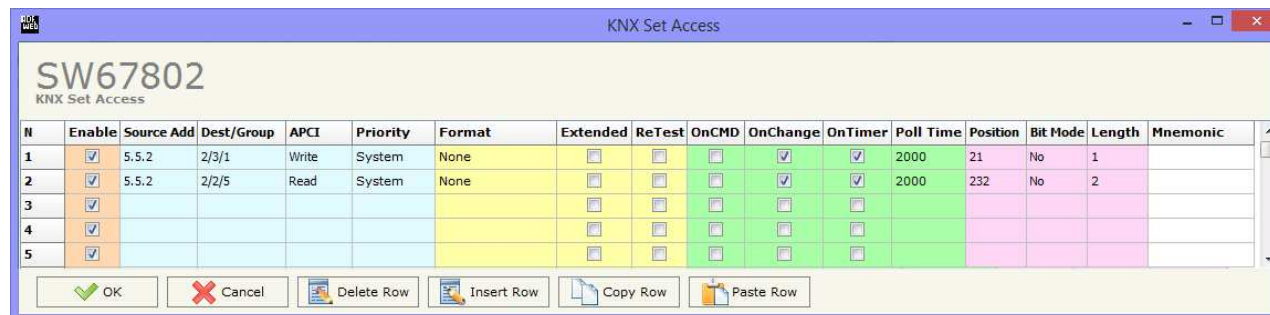 ADF
WEB
KNX Set Access
SW67802
KNX Set Access
N Enable Source Add Dest/Group APCI Priority Format Extended ReTest OnCMD OnChange OnTimer Poll Time Position Bit Mode Length Mnemonic
1 5.5.2 2/3/1 Write System None 2000 21 No 1
2 5.5.2 2/2/5 Read System None 2000 232 No 2
3
4
5
OK Cancel Delete Row Insert Row Copy Row Paste Row